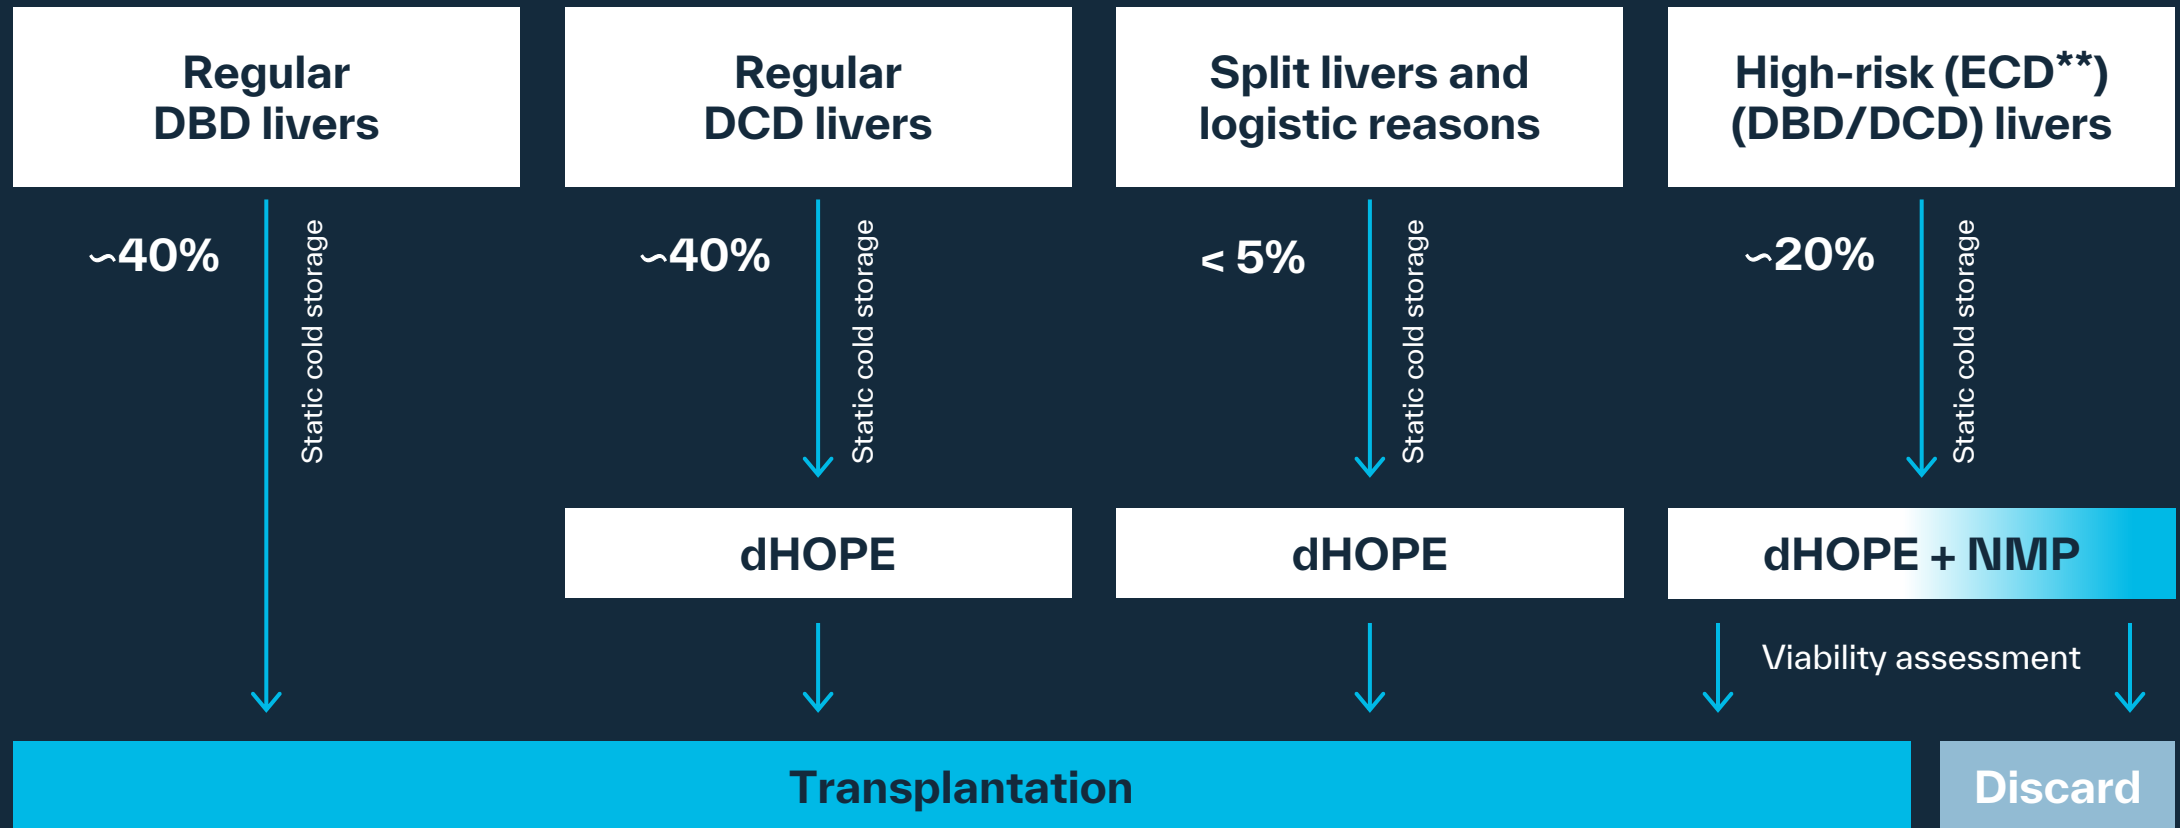 Regular
DBD livers
Regular
DCD livers
Split livers and
logistic reasons
High-risk (ECD**)
(DBD/DCD) livers
~40%
Static cold storage
~40%
Static cold storage
< 5%
Static cold storage
~20%
Static cold storage
dHOPE
dHOPE
dHOPE + NMP
Viability assessment
Transplantation
Discard